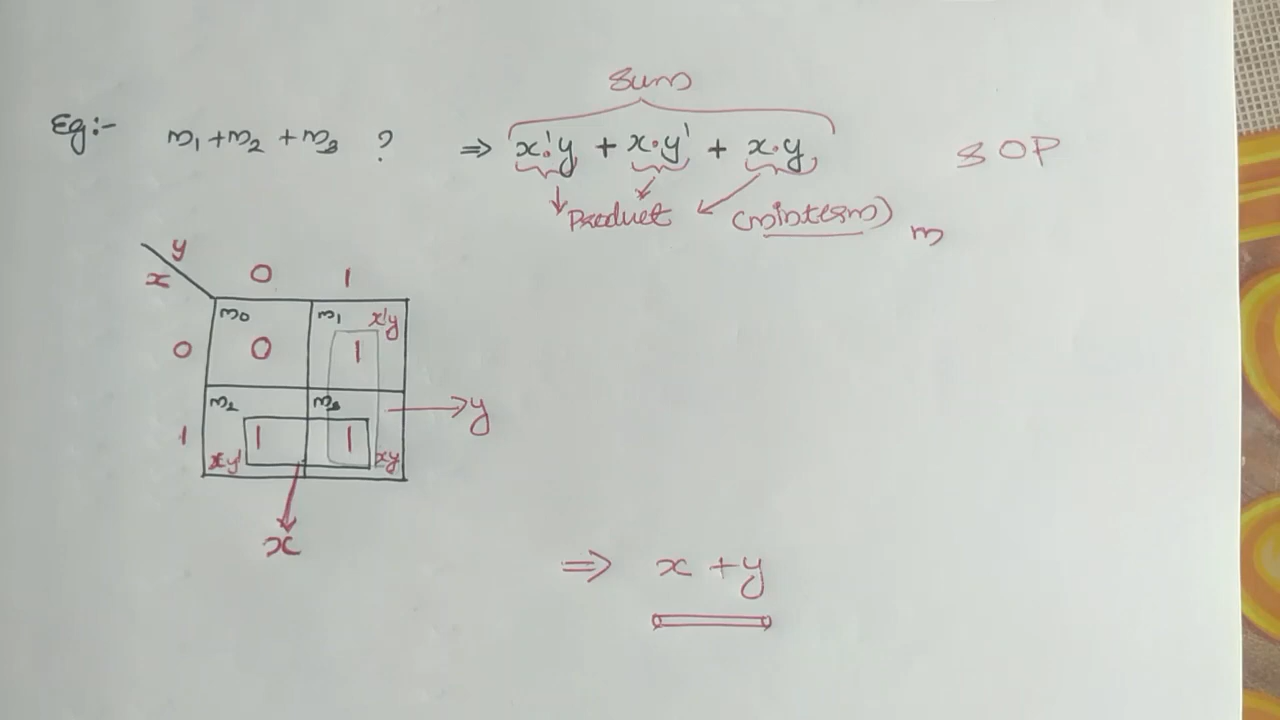 Sum
Eg:- m1+m2 + m3 ? ⇒ x'.y + x.y' + x.y SOP
Product (minterm) m
y
x 0 1
m0 m1 x'y
0 0 1
m2 m3
→ y
1 1 1
xy' xy
x
⇒ x + y